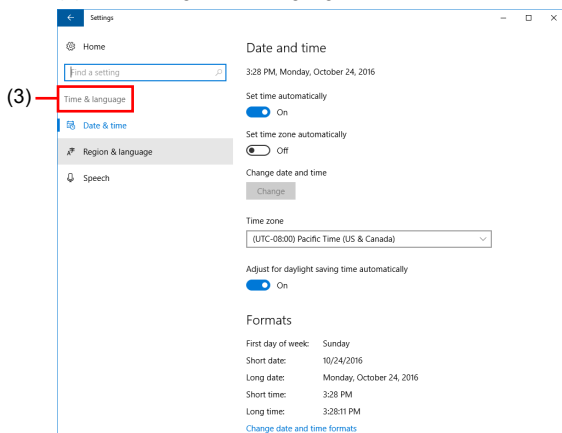 Settings
Home
Find a setting
(3)
Time & language
Date & time
Region & language
Speech
Date and time
3:28 PM, Monday, October 24, 2016
Set time automatically
On
Set time zone automatically
Off
Change date and time
Change
Time zone
(UTC-08:00) Pacific Time (US & Canada)
Adjust for daylight saving time automatically
On
Formats
First day of week: Sunday
Short date: 10/24/2016
Long date: Monday, October 24, 2016
Short time: 3:28 PM
Long time: 3:28:11 PM
Change date and time formats